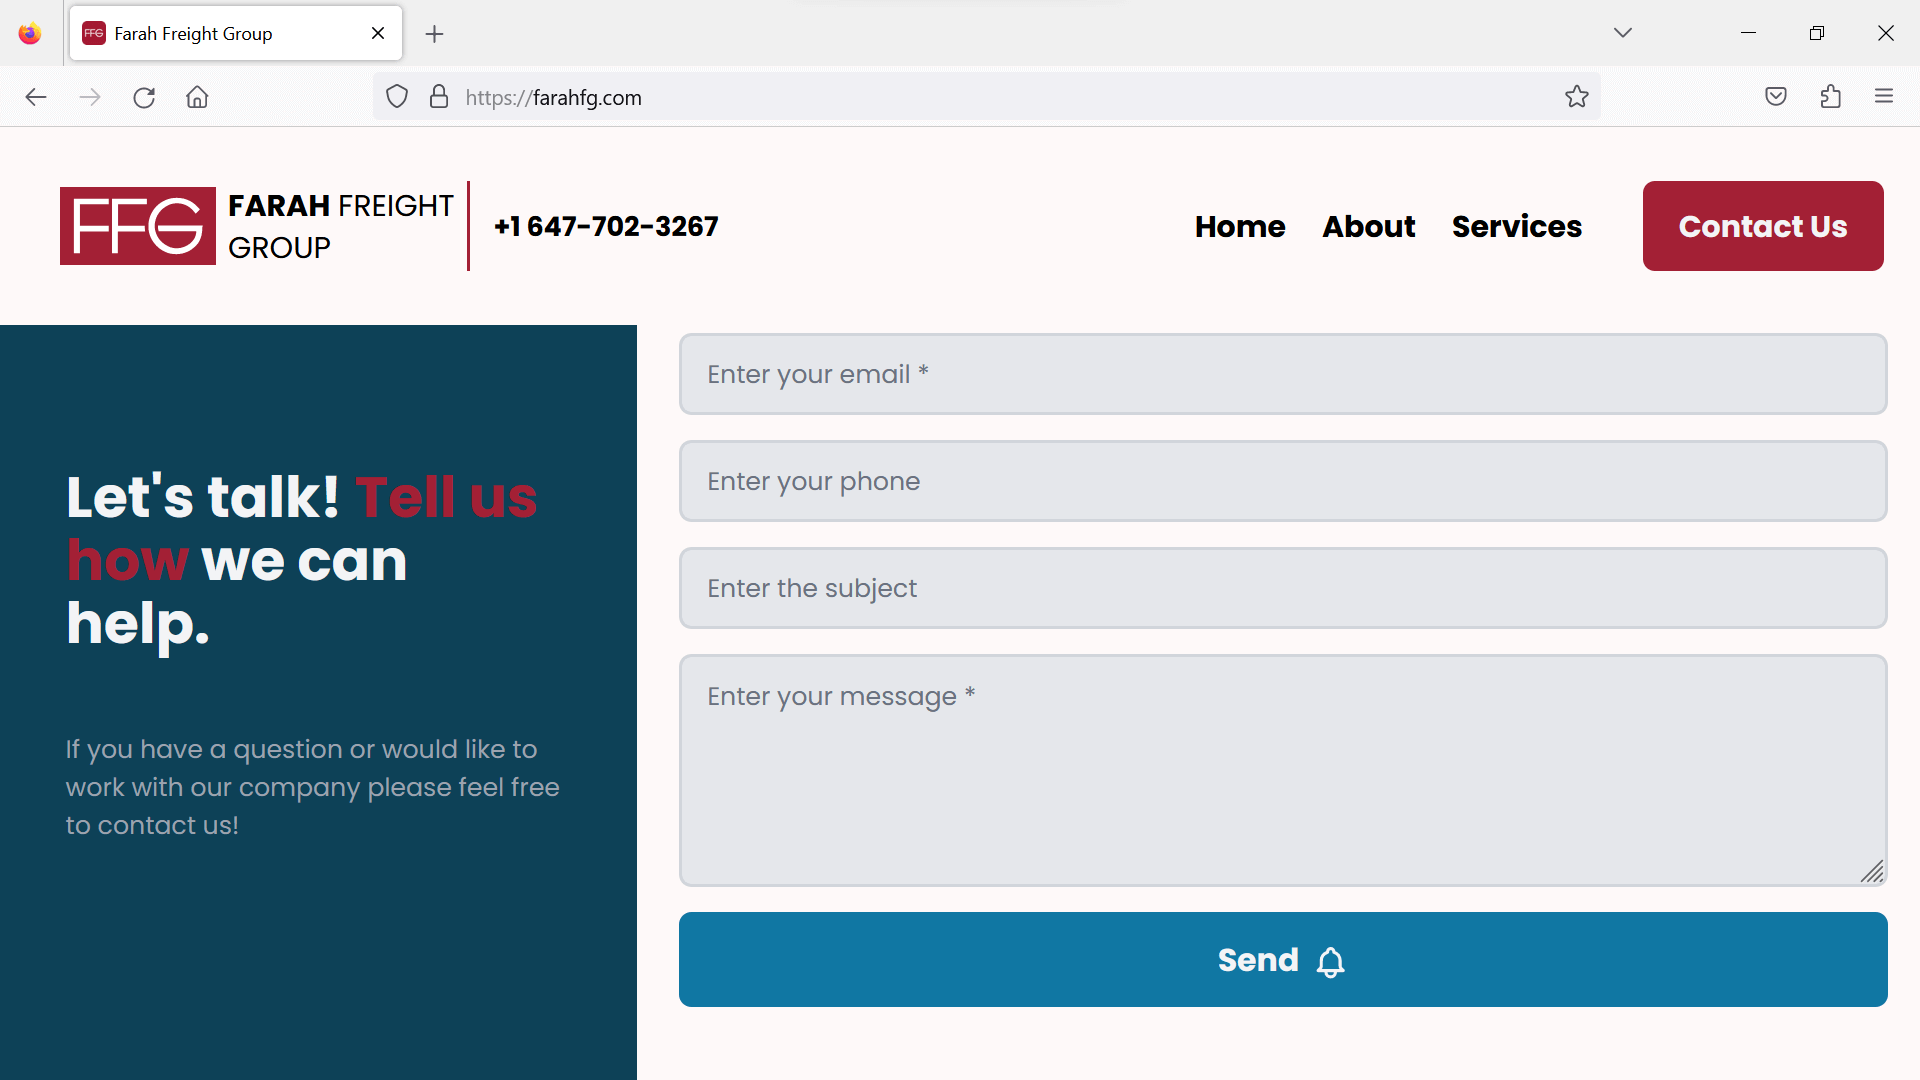 FFG Farah Freight Group
https://farahfg.com
FFG
FARAH FREIGHT
GROUP
+1 647-702-3267
Home About Services Contact Us
Let's talk! Tell us
how we can
help.
If you have a question or would like to
work with our company please feel free
to contact us!
Enter your email *
Enter your phone
Enter the subject
Enter your message *
Send